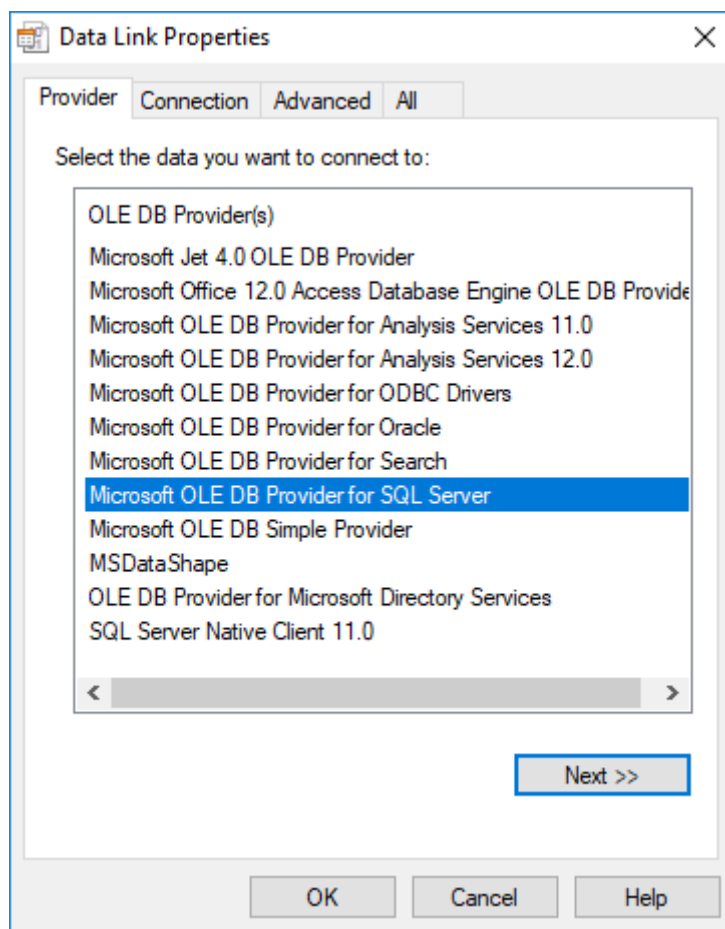 Data Link Properties
Provider Connection Advanced All
Select the data you want to connect to:
OLE DB Provider(s)
Microsoft Jet 4.0 OLE DB Provider
Microsoft Office 12.0 Access Database Engine OLE DB Provide
Microsoft OLE DB Provider for Analysis Services 11.0
Microsoft OLE DB Provider for Analysis Services 12.0
Microsoft OLE DB Provider for ODBC Drivers
Microsoft OLE DB Provider for Oracle
Microsoft OLE DB Provider for Search
Microsoft OLE DB Provider for SQL Server
Microsoft OLE DB Simple Provider
MSDataShape
OLE DB Provider for Microsoft Directory Services
SQL Server Native Client 11.0
Next >>
OK Cancel Help